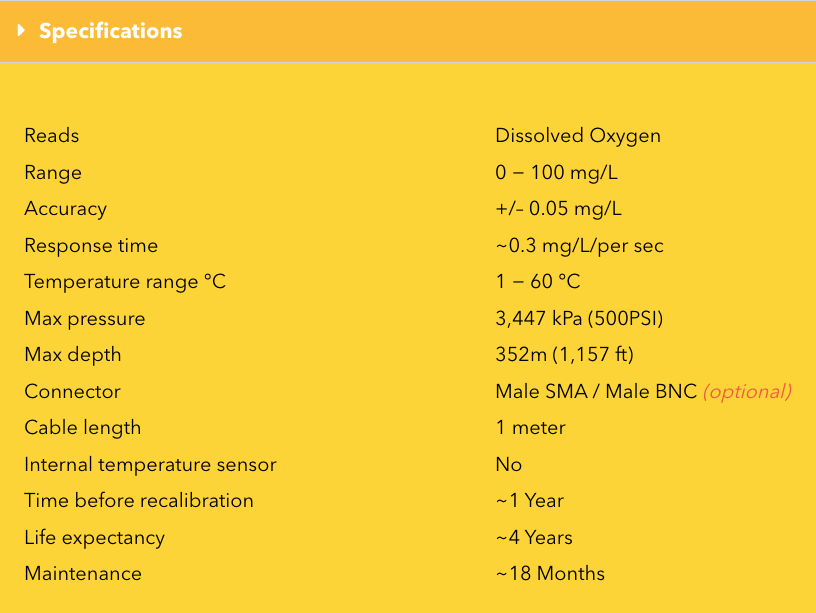 Specifications
Reads Dissolved Oxygen
Range 0 − 100 mg/L
Accuracy +/– 0.05 mg/L
Response time ~0.3 mg/L/per sec
Temperature range °C 1 − 60 °C
Max pressure 3,447 kPa (500PSI)
Max depth 352m (1,157 ft)
Connector Male SMA / Male BNC (optional)
Cable length 1 meter
Internal temperature sensor No
Time before recalibration ~1 Year
Life expectancy ~4 Years
Maintenance ~18 Months